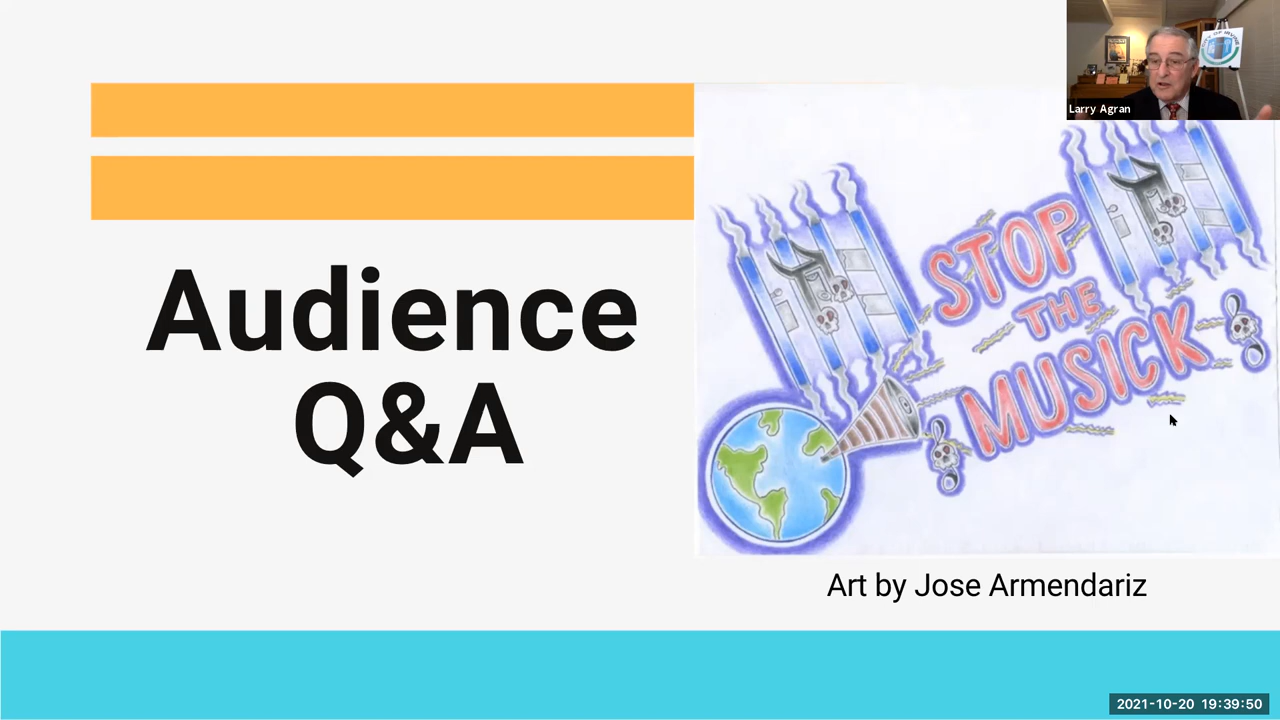 Larry Agran
Audience
Q&A
STOP
THE
MUSICK
Art by Jose Armendariz
2021-10-20 19:39:50